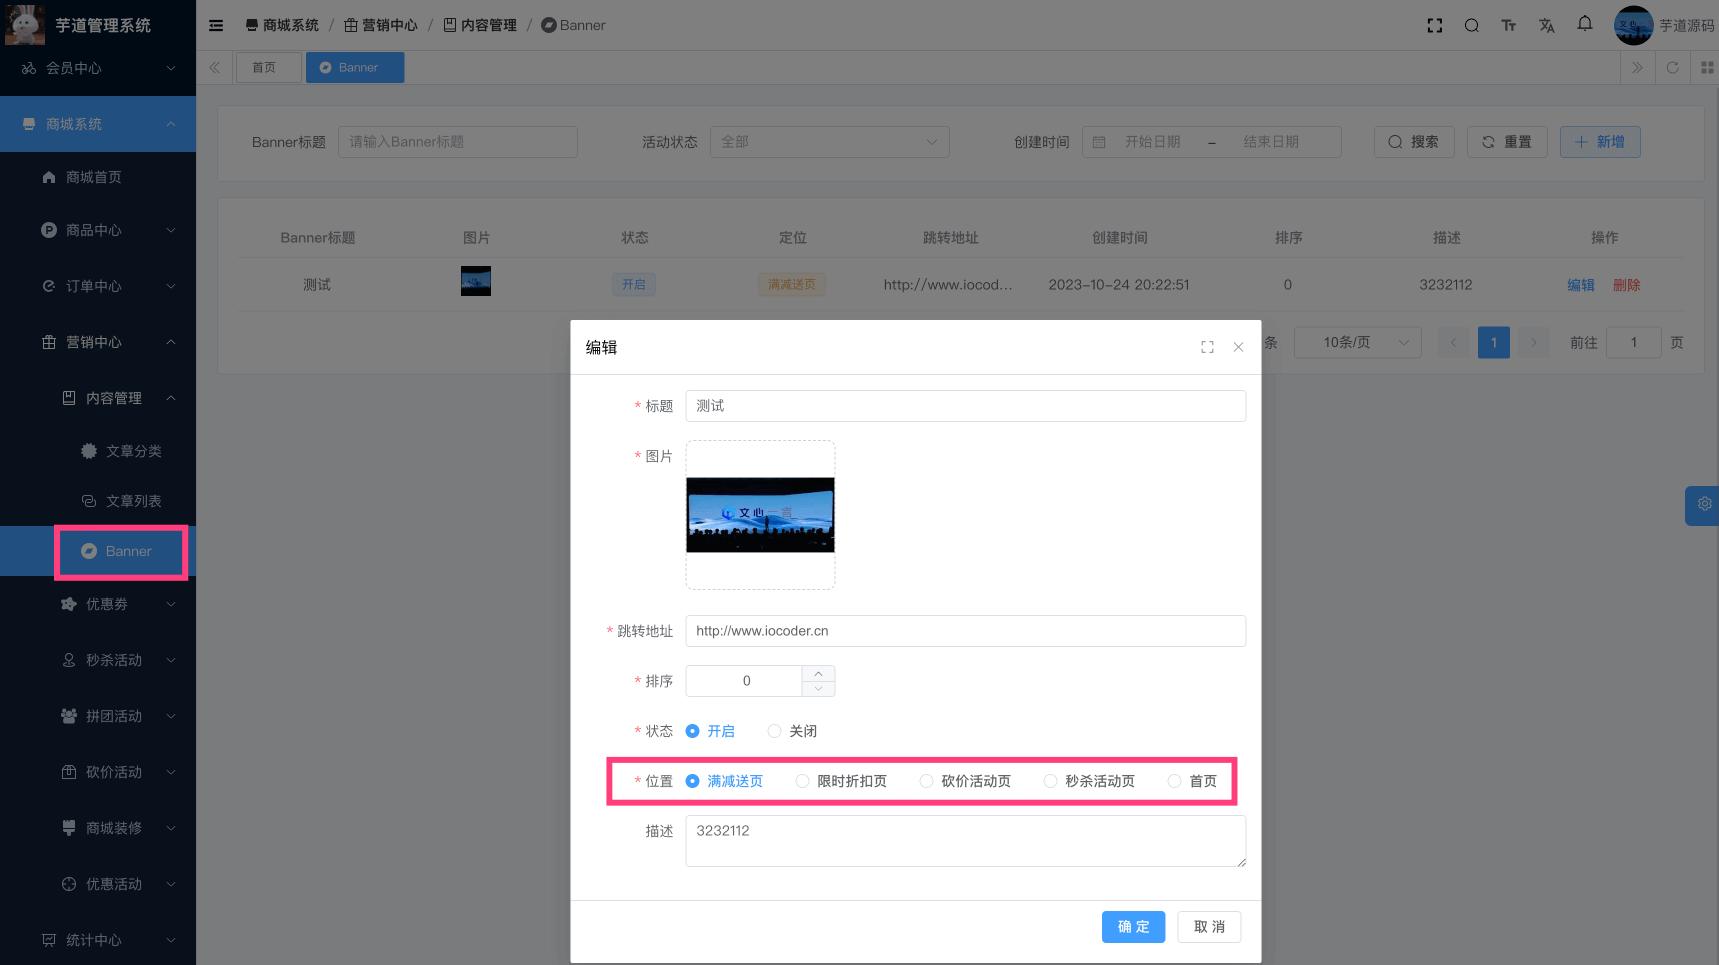 芋道管理系统
商城系统 / 营销中心 / 内容管理 / Banner
芋道源码
会员中心
首页
Banner
商城系统
Banner标题 请输入Banner标题 活动状态 全部 创建时间 开始日期 - 结束日期 搜索 重置 新增
商城首页
商品中心
Banner标题 图片 状态 定位 跳转地址 创建时间 排序 描述 操作
测试 开启 满减送页 http://www.iocod... 2023-10-24 20:22:51 0 3232112 编辑 删除
订单中心
营销中心
条 10条/页 1 前往 1 页
编辑
内容管理
* 标题 测试
文章分类
* 图片
文章列表
文心一言
Banner
优惠券
* 跳转地址 http://www.iocoder.cn
秒杀活动
* 排序 0
拼团活动
* 状态 开启 关闭
砍价活动
* 位置 满减送页 限时折扣页 砍价活动页 秒杀活动页 首页
商城装修
描述 3232112
优惠活动
确定 取消
统计中心